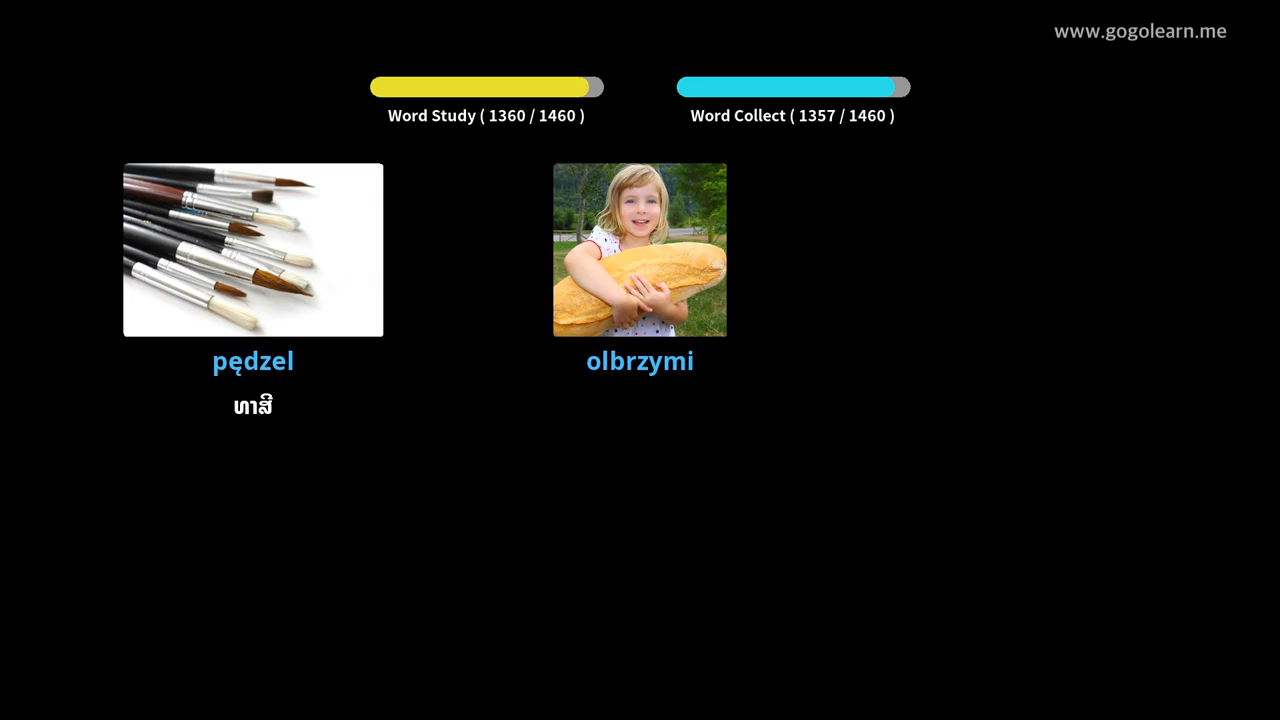 www.gogolearn.me
Word Study ( 1360 / 1460 )
Word Collect ( 1357 / 1460 )
pędzel
olbrzymi
ທາສີ